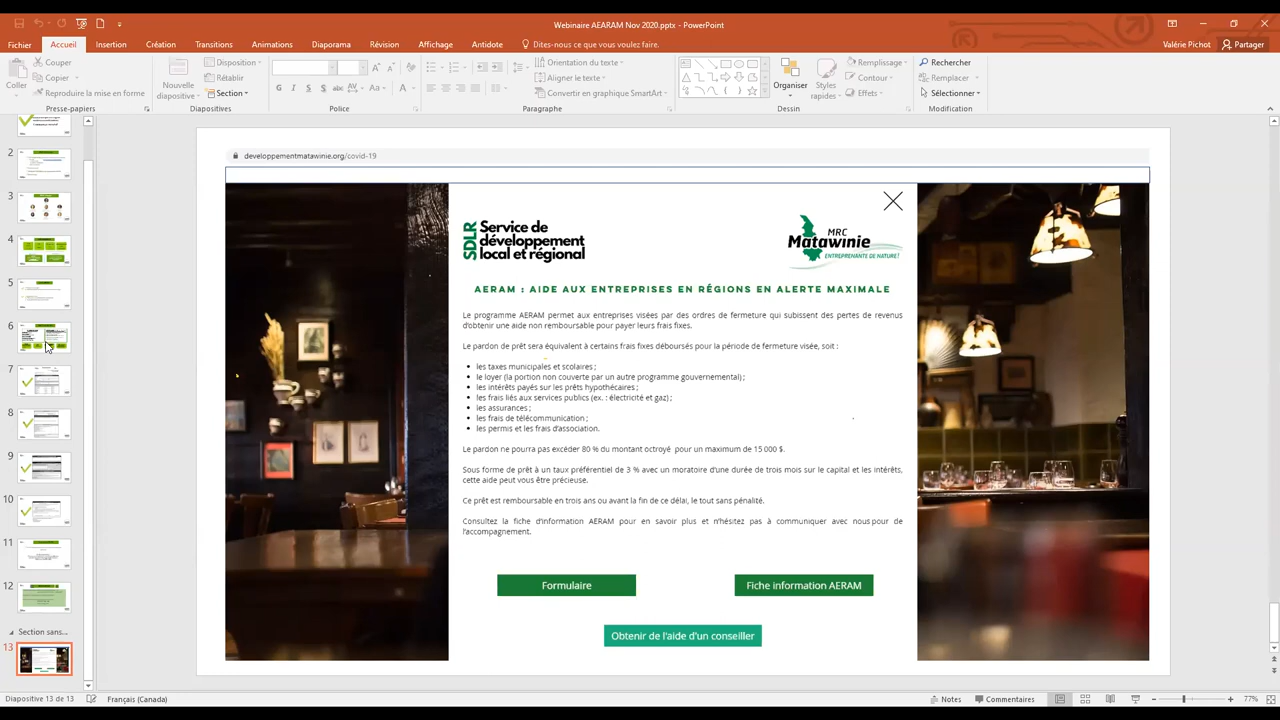 Webinaire AEARAM Nov 2020.pptx - PowerPoint
Fichier Accueil Insertion Création Transitions Animations Diaporama Révision Affichage Antidote Dites-nous ce que vous voulez faire. Valérie Pichot Partager
Coller
Couper
Copier
Reproduire la mise en forme
Presse-papiers
Nouvelle
diapositive
Disposition
Rétablir
Section
Diapositives
G I S S abc AV Aa A
Police
Orientation du texte
Aligner le texte
Convertir en graphique SmartArt
Paragraphe
Organiser
Styles
rapides
Remplissage
Contour
Effets
Dessin
Rechercher
Remplacer
Sélectionner
Modification
2
3
4
5
6
7
8
9
10
11
12
Section sans...
13
developpementmatawinie.org/covid-19
SDLR
Service de
développement
local et régional
MRC
Matawinie
ENTREPRENANTE DE NATURE!
AERAM : AIDE AUX ENTREPRISES EN RÉGIONS EN ALERTE MAXIMALE
Le programme AERAM permet aux entreprises visées par des ordres de fermeture qui subissent des pertes de revenus
d'obtenir une aide non remboursable pour payer leurs frais fixes.
Le pardon de prêt sera équivalent à certains frais fixes déboursés pour la période de fermeture visée, soit :
• les taxes municipales et scolaires ;
• le loyer (la portion non couverte par un autre programme gouvernemental) ;
• les intérêts payés sur les prêts hypothécaires ;
• les frais liés aux services publics (ex. : électricité et gaz) ;
• les assurances ;
• les frais de télécommunication ;
• les permis et les frais d'association.
Le pardon ne pourra pas excéder 80 % du montant octroyé pour un maximum de 15 000 $.
Sous forme de prêt à un taux préférentiel de 3 % avec un moratoire d'une durée de trois mois sur le capital et les intérêts,
cette aide peut vous être précieuse.
Ce prêt est remboursable en trois ans ou avant la fin de ce délai, le tout sans pénalité.
Consultez la fiche d'information AERAM pour en savoir plus et n'hésitez pas à communiquer avec nous pour de
l'accompagnement.
Formulaire
Fiche information AERAM
Obtenir de l'aide d'un conseiller
Diapositive 13 de 13 Français (Canada) Notes Commentaires 77%